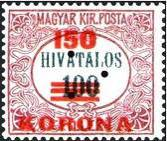 MAGYAR KIR. POSTA
150
HIVATALOS
100
KORONA